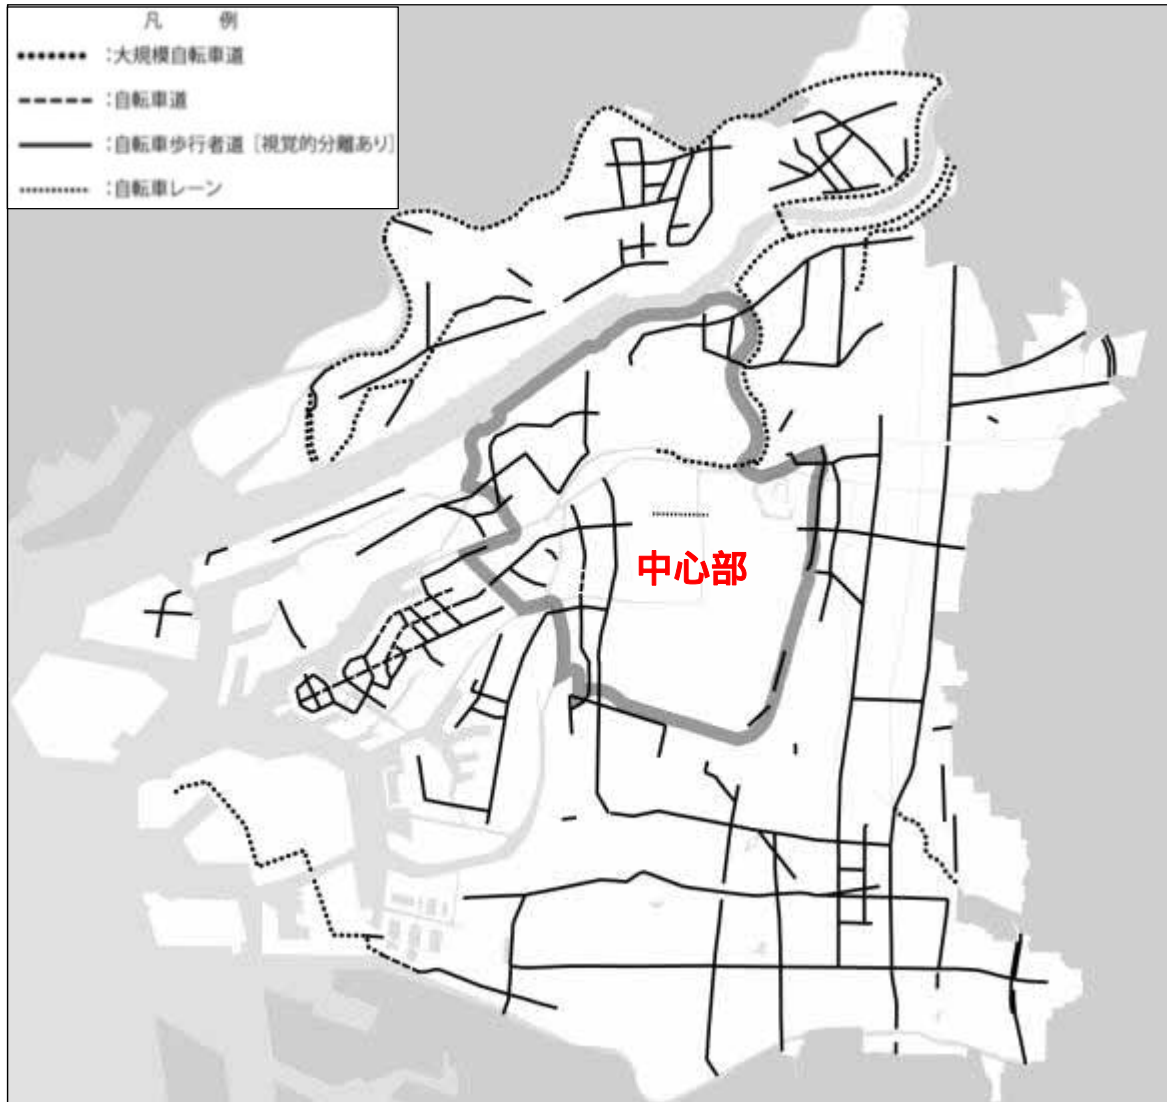 凡 例
:大規模自転車道
:自転車道
:自転車歩行者道 [視覚的分離あり]
:自転車レーン
中心部